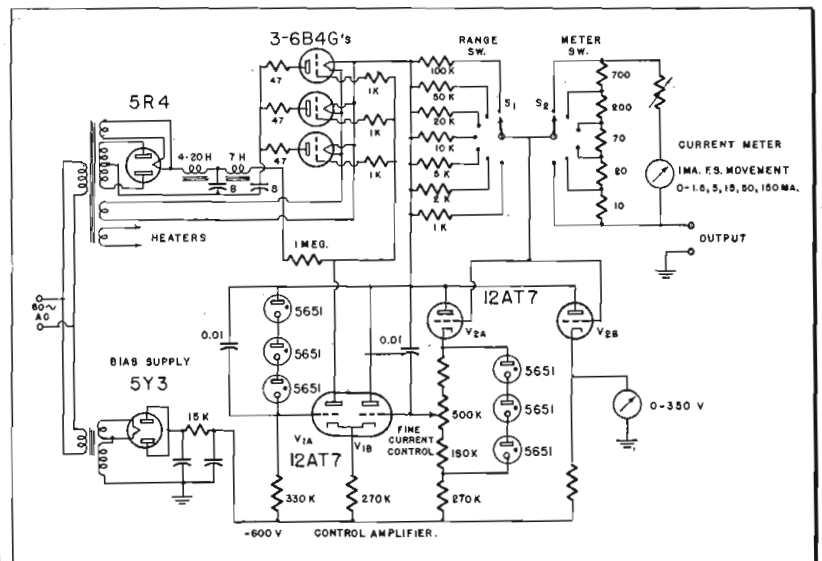 3-6B4G's
RANGE
SW.
METER
SW.
5R4
47
47
47
1K
1K
1K
4-20H
7H
8
8
100K
50K
20K
10K
5K
2K
1K
S1
S2
700
200
70
20
10
CURRENT METER
1MA. F.S. MOVEMENT
0-1.5, 5, 15, 50, 150 MA.
OUTPUT
HEATERS
1 MEG.
60~
AC
0.01
5651
5651
5651
0.01
12AT7
V2A
V2B
5651
5651
5651
0-350 V
BIAS SUPPLY
5Y3
15K
V1A
V1B
12AT7
FINE
CURRENT
CONTROL
500K
180K
330K
270K
270K
-600 V
CONTROL AMPLIFIER.